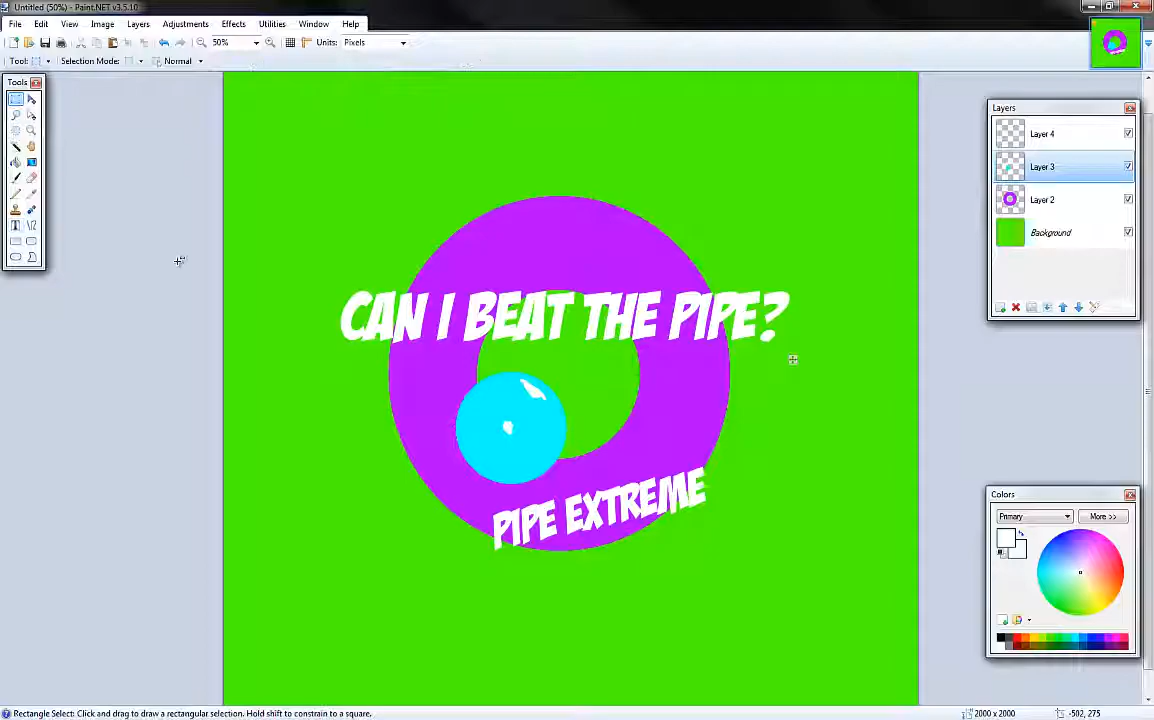 Untitled (50%) - Paint.NET v3.5.10
File Edit View Image Layers Adjustments Effects Utilities Window Help
50% Units: Pixels
Tool: Selection Mode: Normal
Tools
Layers
Layer 4
Layer 3
Layer 2
Background
CAN I BEAT THE PIPE?
PIPE EXTREME
Colors
Primary More >>
Rectangle Select: Click and drag to draw a rectangular selection. Hold shift to constrain to a square. 2000 x 2000 -502, 275